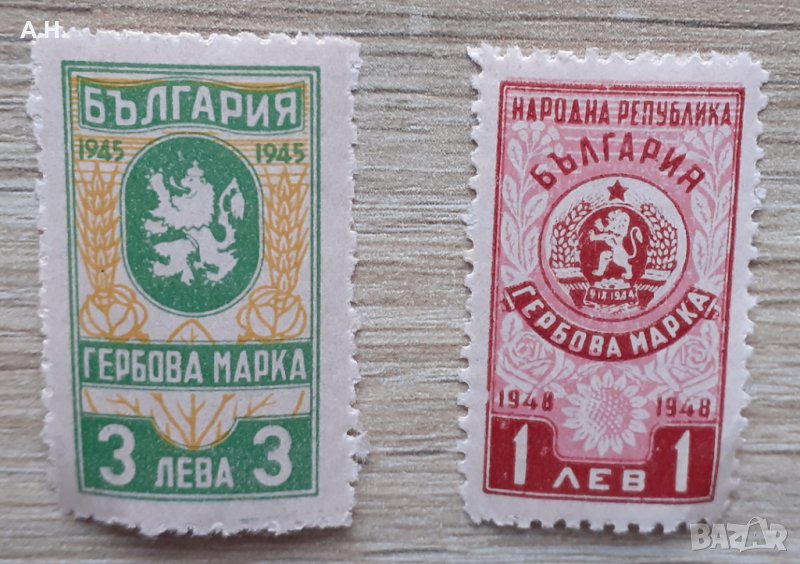 A.H.
БЪЛГАРИЯ
1945 1945
ГЕРБОВА МАРКА
3 ЛЕВА 3
НАРОДНА РЕПУБЛИКА
БЪЛГАРИЯ
9 IX 1944
ГЕРБОВА МАРКА
1948 1948
1 ЛЕВ 1
BAZAR